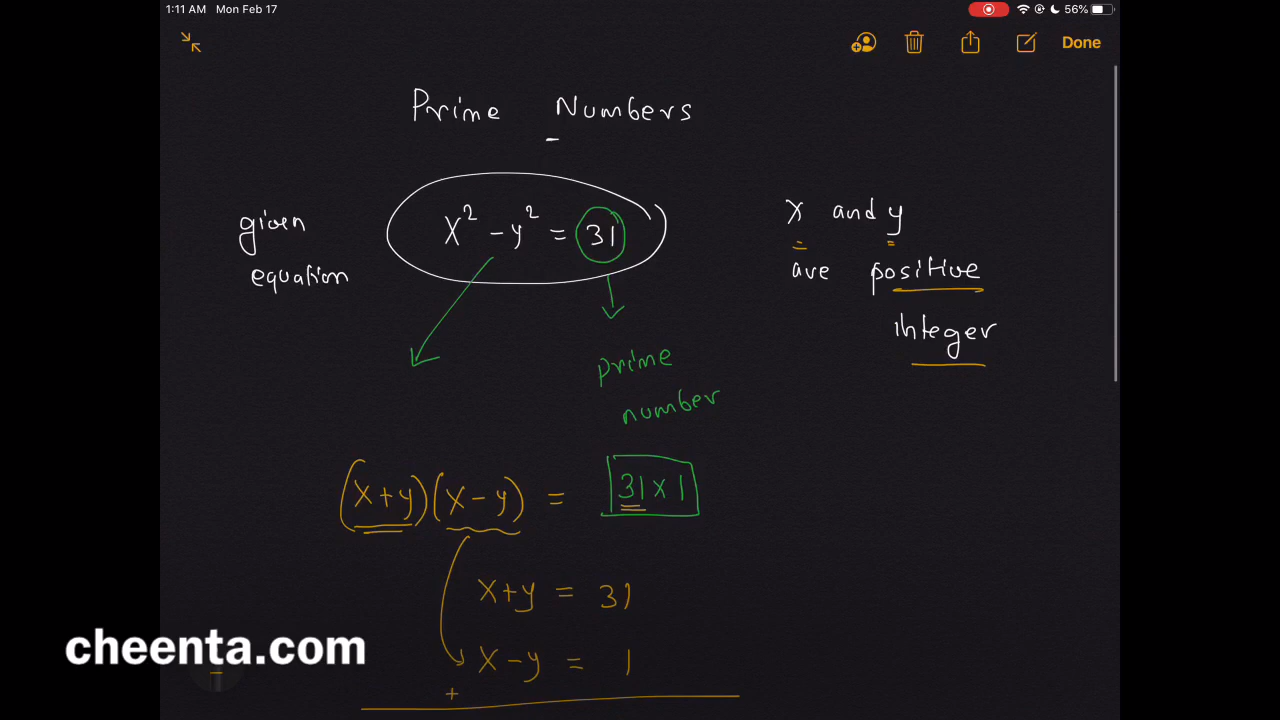 1:11 AM Mon Feb 17
56%
Done
Prime Numbers
x² - y² = 31
given
equation
x and y
are positive
integer
prime
number
(x+y)(x-y) = 31 x 1
x+y = 31
x-y = 1
+
cheenta.com